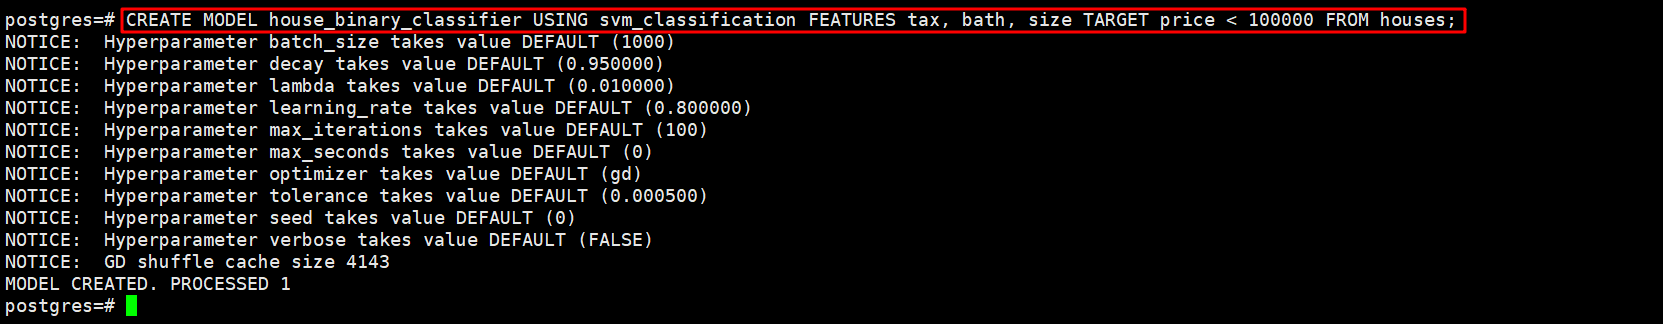 postgres=# CREATE MODEL house_binary_classifier USING svm_classification FEATURES tax, bath, size TARGET price < 100000 FROM houses;
NOTICE:  Hyperparameter batch_size takes value DEFAULT (1000)
NOTICE:  Hyperparameter decay takes value DEFAULT (0.950000)
NOTICE:  Hyperparameter lambda takes value DEFAULT (0.010000)
NOTICE:  Hyperparameter learning_rate takes value DEFAULT (0.800000)
NOTICE:  Hyperparameter max_iterations takes value DEFAULT (100)
NOTICE:  Hyperparameter max_seconds takes value DEFAULT (0)
NOTICE:  Hyperparameter optimizer takes value DEFAULT (gd)
NOTICE:  Hyperparameter tolerance takes value DEFAULT (0.000500)
NOTICE:  Hyperparameter seed takes value DEFAULT (0)
NOTICE:  Hyperparameter verbose takes value DEFAULT (FALSE)
NOTICE:  GD shuffle cache size 4143
MODEL CREATED. PROCESSED 1
postgres=#